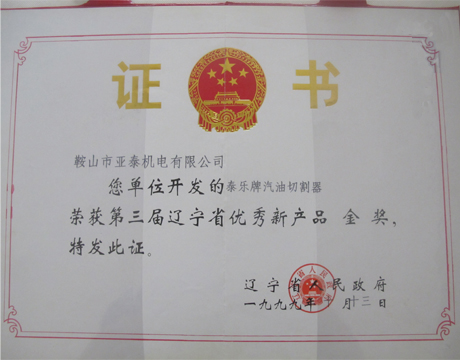 证书
鞍山市亚泰机电有限公司
您单位开发的泰乐牌汽油切割器
荣获第三届辽宁省优秀新产品 金 奖，
特发此证。
辽宁省人民政府
一九九九年十月十三日